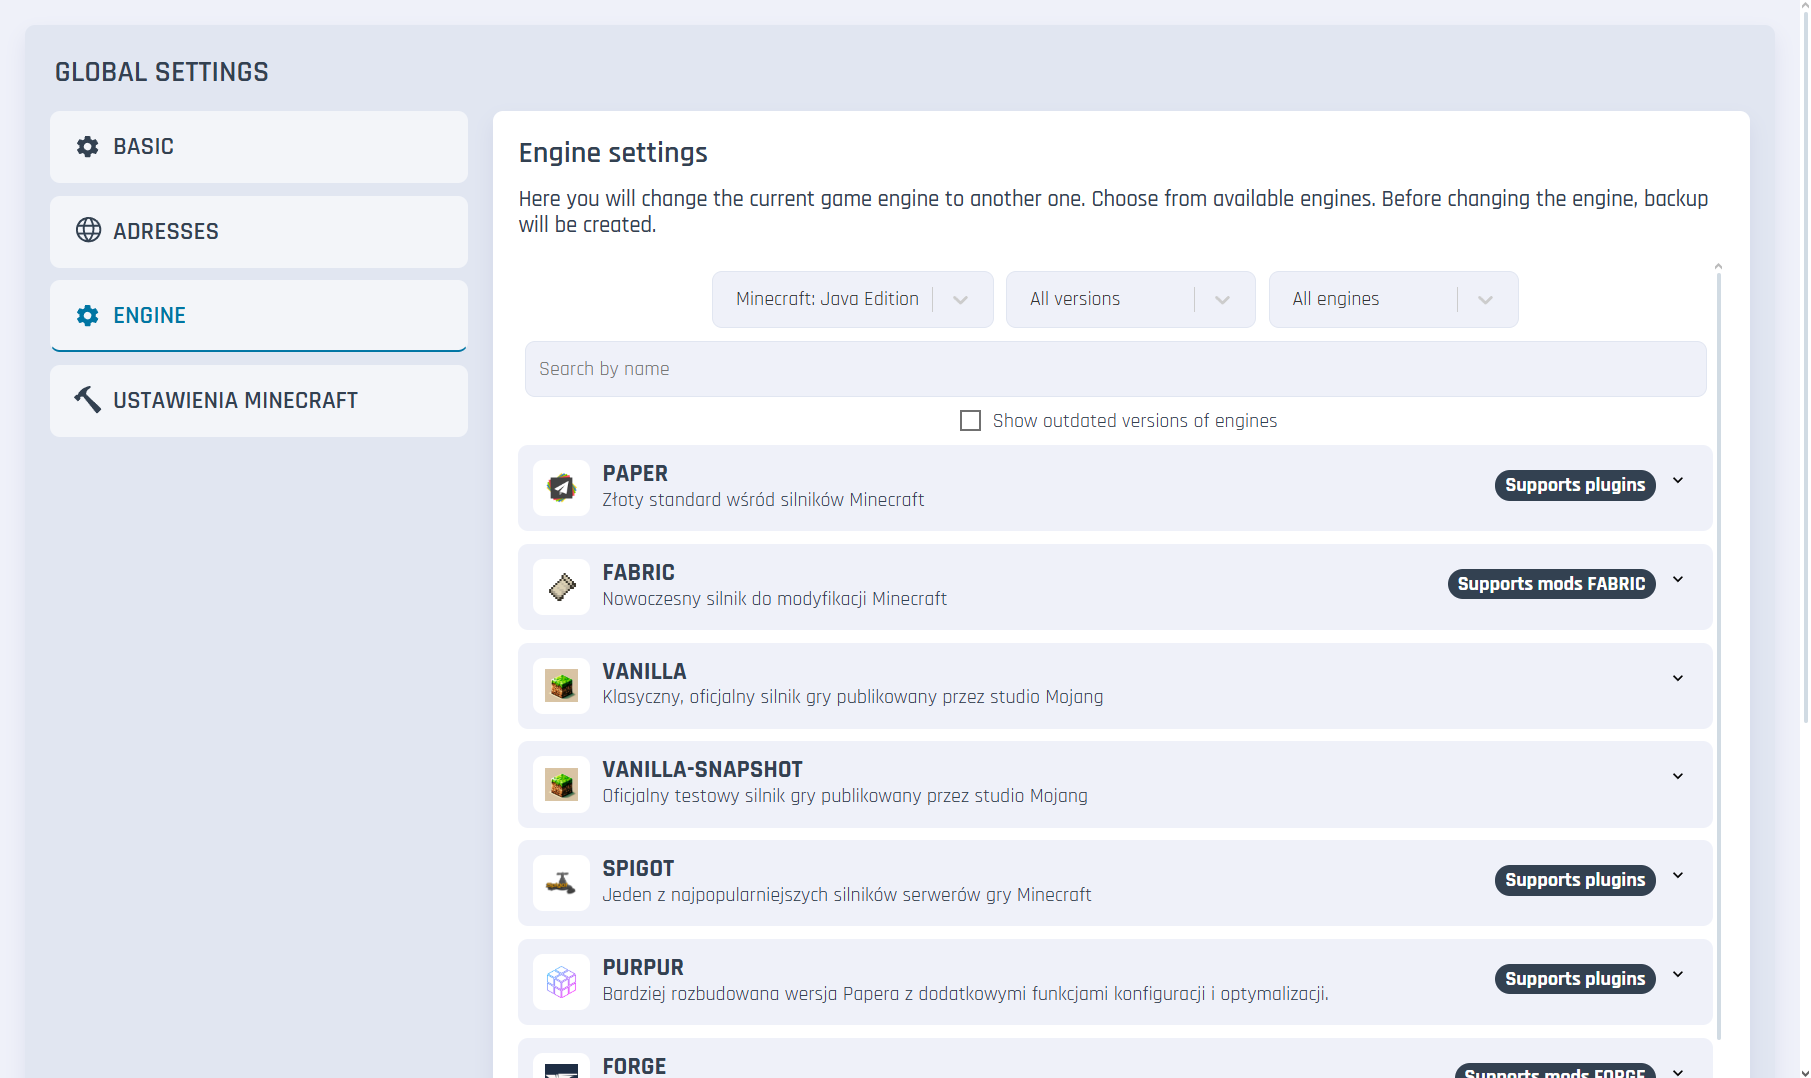 GLOBAL SETTINGS
BASIC
ADRESSES
ENGINE
USTAWIENIA MINECRAFT
Engine settings
Here you will change the current game engine to another one. Choose from available engines. Before changing the engine, backup
will be created.
Minecraft: Java Edition
All versions
All engines
Search by name
Show outdated versions of engines
PAPER
Złoty standard wśród silników Minecraft
Supports plugins
FABRIC
Nowoczesny silnik do modyfikacji Minecraft
Supports mods FABRIC
VANILLA
Klasyczny, oficjalny silnik gry publikowany przez studio Mojang
VANILLA-SNAPSHOT
Oficjalny testowy silnik gry publikowany przez studio Mojang
SPIGOT
Jeden z najpopularniejszych silników serwerów gry Minecraft
Supports plugins
PURPUR
Bardziej rozbudowana wersja Papera z dodatkowymi funkcjami konfiguracji i optymalizacji.
Supports plugins
FORGE
Supports mods FORGE